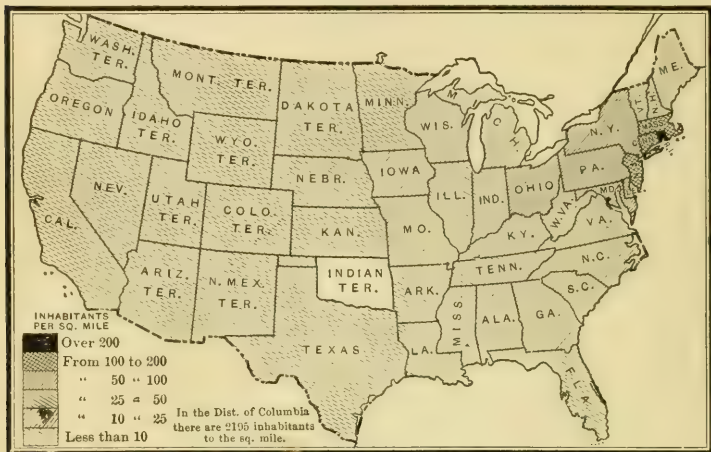 WASH. TER.
MONT. TER.
DAKOTA TER.
MINN.
ME.
OREGON
IDAHO TER.
WYO. TER.
WIS.
MICH.
N.Y.
VT.
N.H.
MASS.
CONN.
R.I.
NEBR.
IOWA
PA.
CAL.
NEV.
UTAH TER.
COLO. TER.
KAN.
MO.
ILL.
IND.
OHIO
W.VA.
MD.
VA.
KY.
ARIZ. TER.
N.MEX. TER.
INDIAN TER.
ARK.
TENN.
N.C.
S.C.
TEXAS
LA.
MISS.
ALA.
GA.
FLA.
INHABITANTS
PER SQ. MILE
Over 200
From 100 to 200
" 50 " 100
" 25 " 50
" 10 " 25
Less than 10
In the Dist. of Columbia
there are 2195 inhabitants
to the sq. mile.